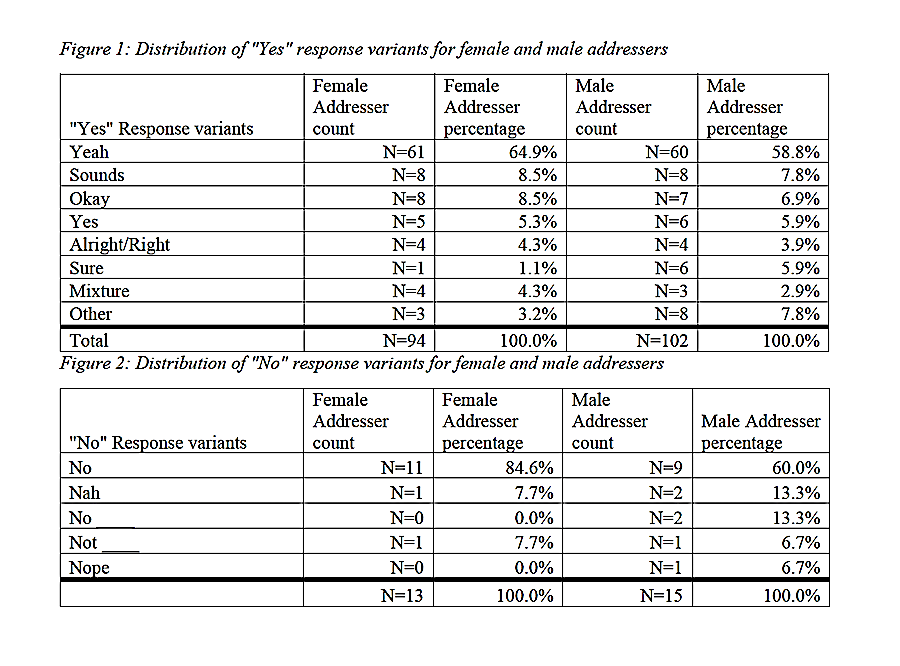 Figure 1: Distribution of "Yes" response variants for female and male addressers
"Yes" Response variants Female Addresser count Female Addresser percentage Male Addresser count Male Addresser percentage
Yeah N=61 64.9% N=60 58.8%
Sounds N=8 8.5% N=8 7.8%
Okay N=8 8.5% N=7 6.9%
Yes N=5 5.3% N=6 5.9%
Alright/Right N=4 4.3% N=4 3.9%
Sure N=1 1.1% N=6 5.9%
Mixture N=4 4.3% N=3 2.9%
Other N=3 3.2% N=8 7.8%
Total N=94 100.0% N=102 100.0%
Figure 2: Distribution of "No" response variants for female and male addressers
"No" Response variants Female Addresser count Female Addresser percentage Male Addresser count Male Addresser percentage
No N=11 84.6% N=9 60.0%
Nah N=1 7.7% N=2 13.3%
No ____ N=0 0.0% N=2 13.3%
Not ____ N=1 7.7% N=1 6.7%
Nope N=0 0.0% N=1 6.7%
N=13 100.0% N=15 100.0%